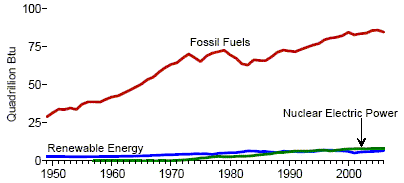 100
75
50
25
0
Quadrillion Btu
Fossil Fuels
Nuclear Electric Power
Renewable Energy
1950 1960 1970 1980 1990 2000